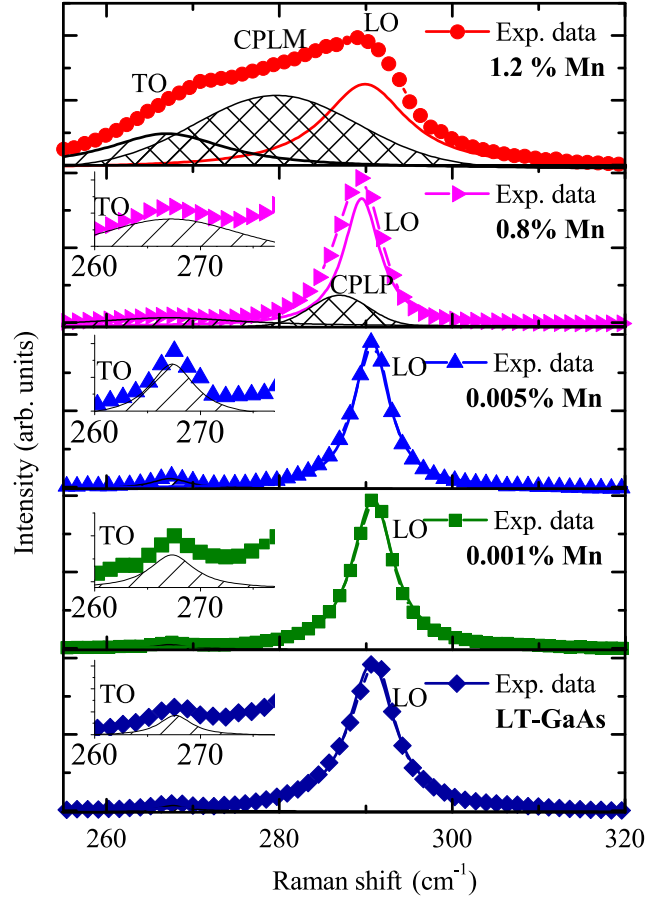 LO
CPLM
TO
Exp. data
1.2 % Mn
TO
260 270
LO
CPLP
Exp. data
0.8% Mn
TO
260 270
LO
Exp. data
0.005% Mn
TO
260 270
LO
Exp. data
0.001% Mn
TO
260 270
LO
Exp. data
LT-GaAs
260 280 300 320
Raman shift (cm-1)
Intensity (arb. units)